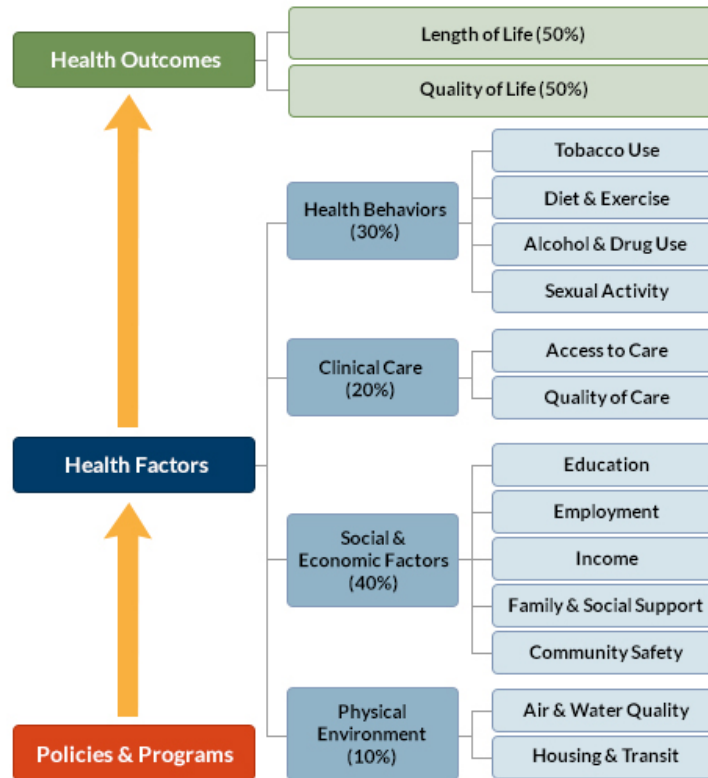 Health Outcomes
Length of Life (50%)
Quality of Life (50%)
Health Factors
Health Behaviors
(30%)
Tobacco Use
Diet & Exercise
Alcohol & Drug Use
Sexual Activity
Clinical Care
(20%)
Access to Care
Quality of Care
Social &
Economic Factors
(40%)
Education
Employment
Income
Family & Social Support
Community Safety
Physical
Environment
(10%)
Air & Water Quality
Housing & Transit
Policies & Programs